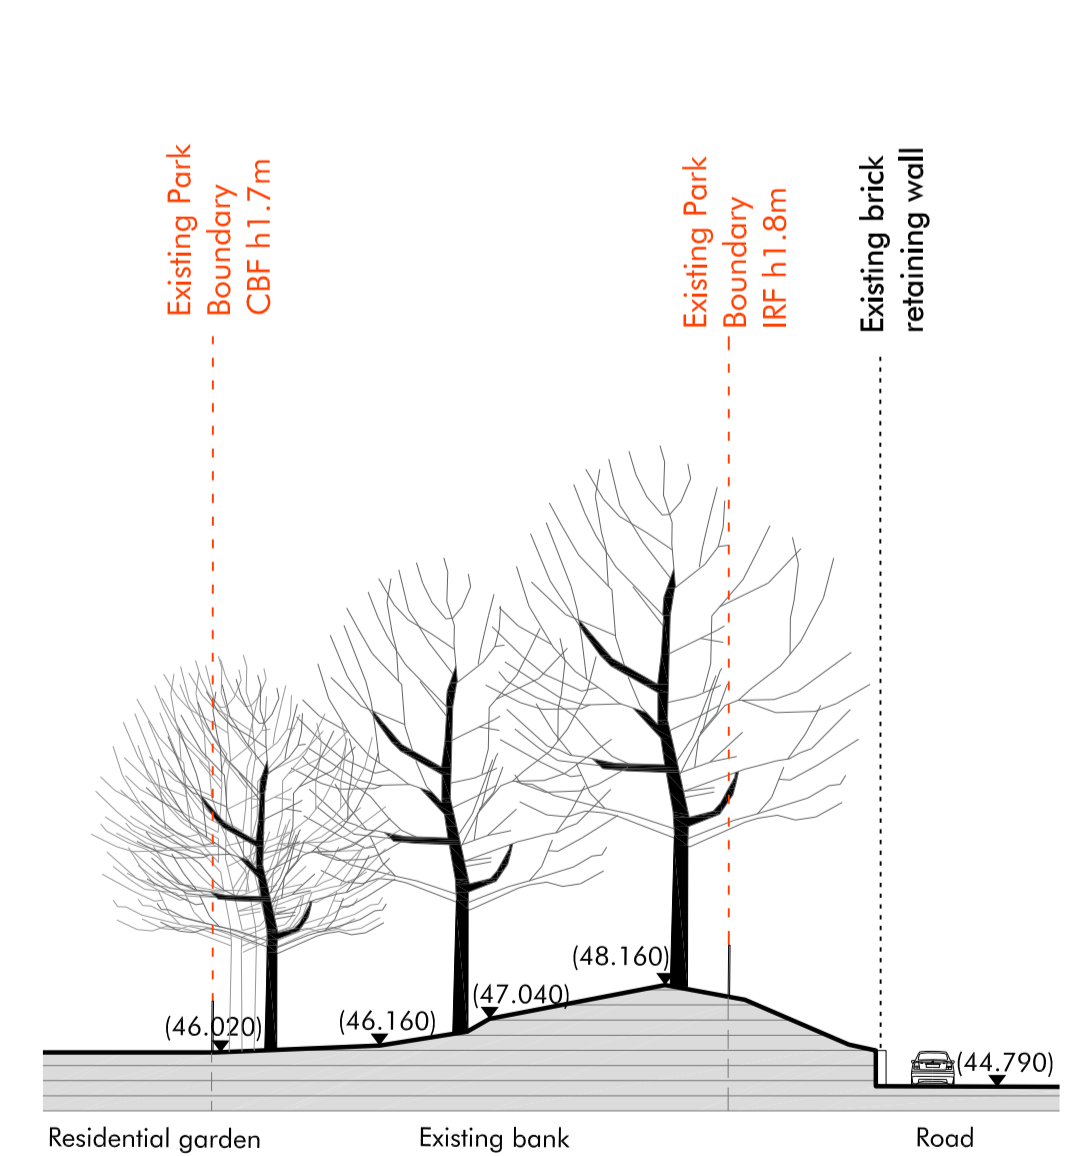 Existing Park
Boundary
CBF h1.7m
Existing Park
Boundary
IRF h1.8m
Existing brick
retaining wall
(48.160)
(47.040)
(46.020)
(46.160)
(44.790)
Residential garden
Existing bank
Road